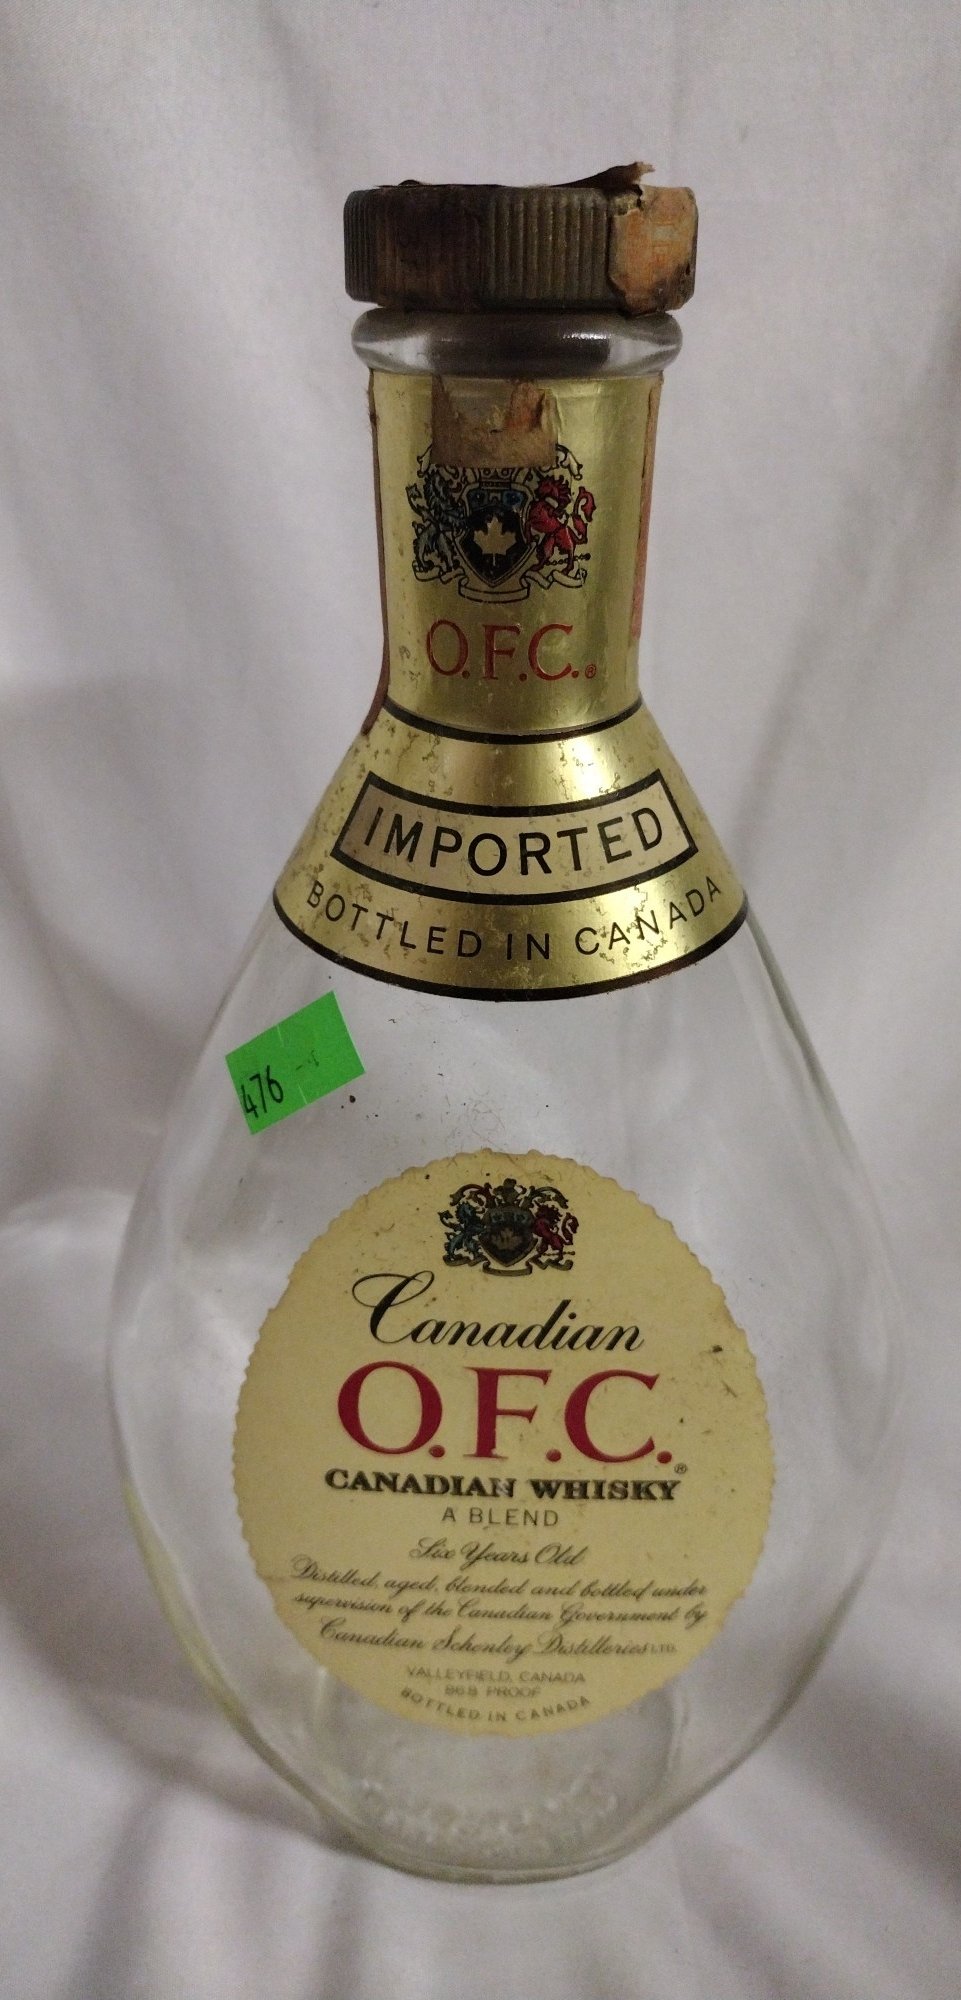 O.F.C.®
IMPORTED
BOTTLED IN CANADA
476
Canadian
O.F.C.®
CANADIAN WHISKY
A BLEND
Six Years Old
Distilled, aged, blended and bottled under
supervision of the Canadian Government by
Canadian Schenley Distilleries LTD.
VALLEYFIELD, CANADA
86.8 PROOF
BOTTLED IN CANADA